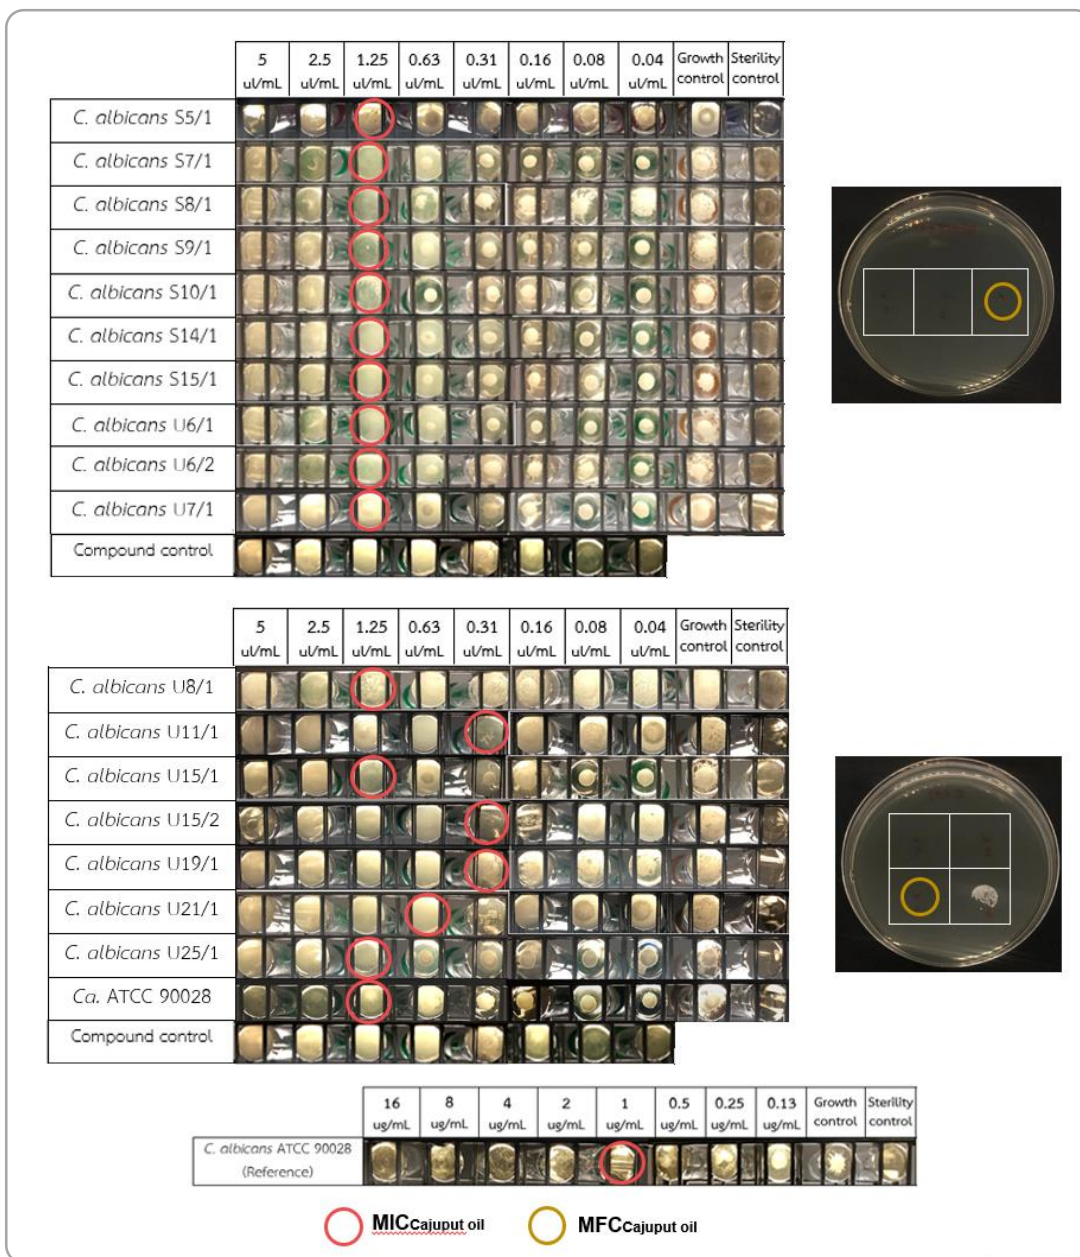 5 2.5 1.25 0.63 0.31 0.16 0.08 0.04 Growth Sterility
ul/mL ul/mL ul/mL ul/mL ul/mL ul/mL ul/mL ul/mL control control
C. albicans S5/1
C. albicans S7/1
C. albicans S8/1
C. albicans S9/1
C. albicans S10/1
C. albicans S14/1
C. albicans S15/1
C. albicans U6/1
C. albicans U6/2
C. albicans U7/1
Compound control
5 2.5 1.25 0.63 0.31 0.16 0.08 0.04 Growth Sterility
ul/mL ul/mL ul/mL ul/mL ul/mL ul/mL ul/mL ul/mL control control
C. albicans U8/1
C. albicans U11/1
C. albicans U15/1
C. albicans U15/2
C. albicans U19/1
C. albicans U21/1
C. albicans U25/1
Ca. ATCC 90028
Compound control
16 8 4 2 1 0.5 0.25 0.13 Growth Sterility
ug/mL ug/mL ug/mL ug/mL ug/mL ug/mL ug/mL ug/mL control control
C. albicans ATCC 90028
(Reference)
MICCajuput oil MFCCajuput oil